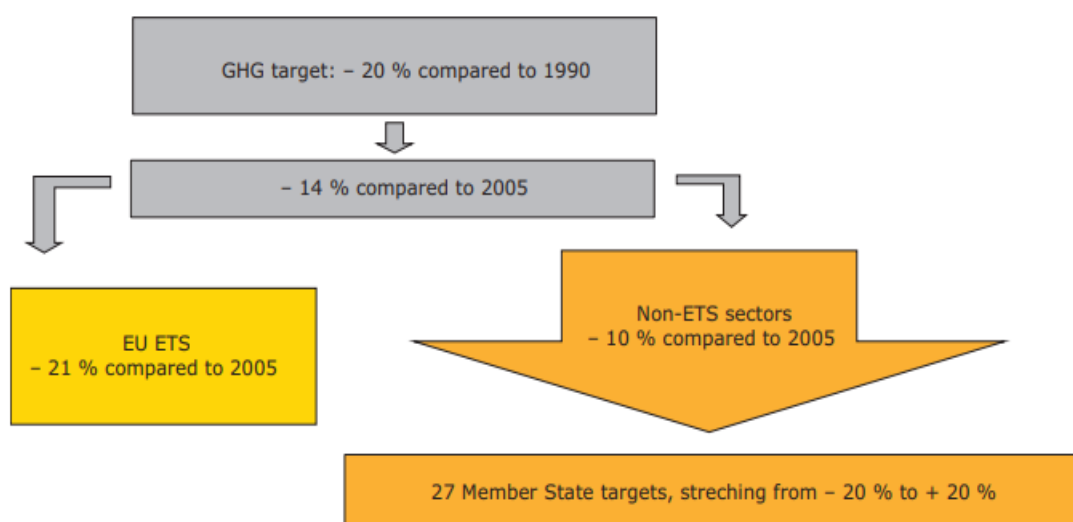 GHG target: – 20 % compared to 1990
– 14 % compared to 2005
EU ETS
– 21 % compared to 2005
Non-ETS sectors
– 10 % compared to 2005
27 Member State targets, streching from – 20 % to + 20 %